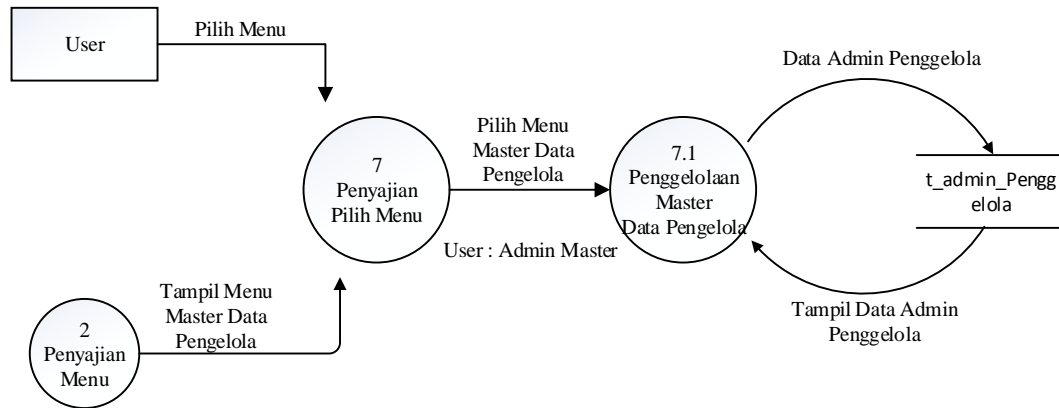 User
Pilih Menu
7
Penyajian
Pilih Menu
2
Penyajian
Menu
Tampil Menu
Master Data
Pengelola
Pilih Menu
Master Data
Pengelola
User : Admin Master
7.1
Penggelolaan
Master
Data Pengelola
Data Admin Penggelola
t_admin_Pengg
elola
Tampil Data Admin
Penggelola